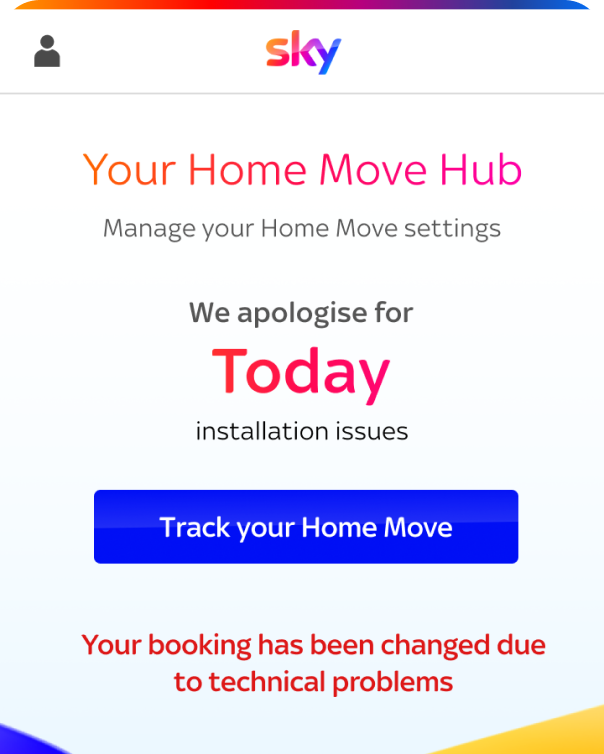 sky
Your Home Move Hub
Manage your Home Move settings
We apologise for
Today
installation issues
Track your Home Move
Your booking has been changed due
to technical problems